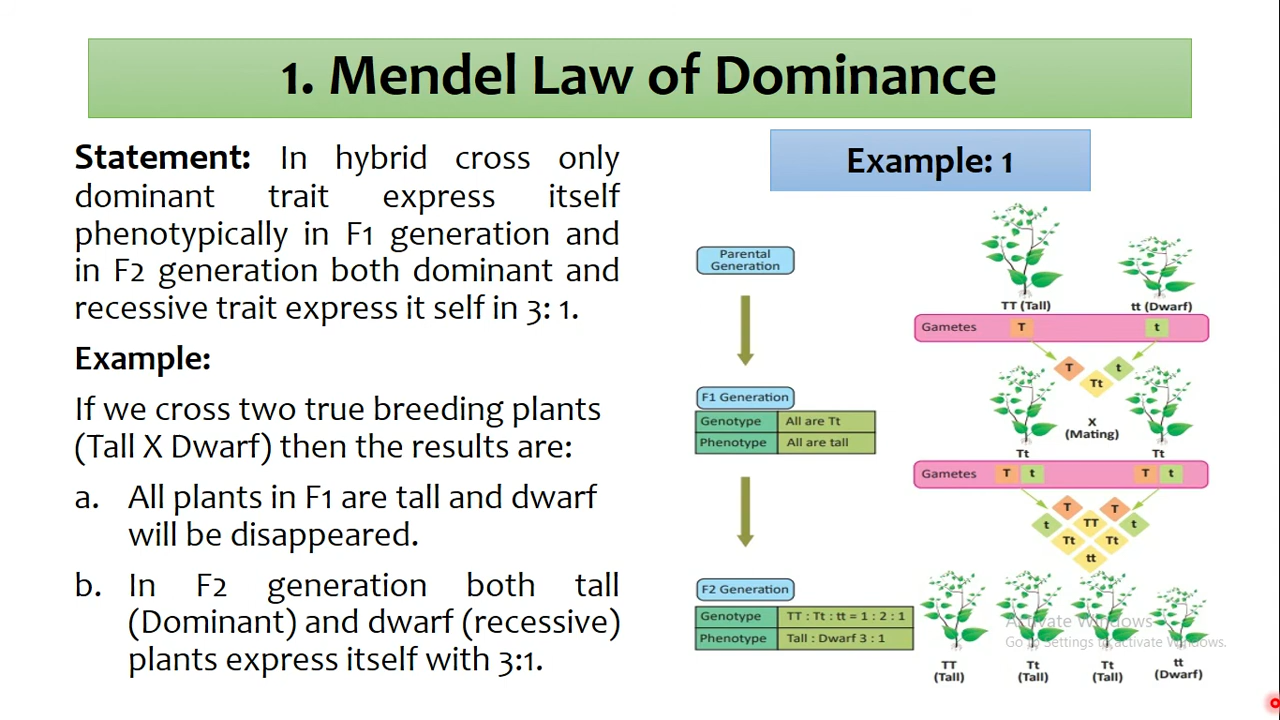 1. Mendel Law of Dominance
Statement: In hybrid cross only
dominant trait express itself
phenotypically in F1 generation and
in F2 generation both dominant and
recessive trait express it self in 3: 1.
Example:
If we cross two true breeding plants
(Tall X Dwarf) then the results are:
a. All plants in F1 are tall and dwarf
will be disappeared.
b. In F2 generation both tall
(Dominant) and dwarf (recessive)
plants express itself with 3:1.
Example: 1
Parental
Generation
TT (Tall)
tt (Dwarf)
Gametes
T
t
T
t
Tt
F1 Generation
Genotype All are Tt
Phenotype All are tall
X
(Mating)
Tt
Tt
Gametes
T t
T t
T T
t TT t
Tt Tt
tt
F2 Generation
Genotype TT : Tt : tt = 1 : 2 : 1
Phenotype Tall : Dwarf 3 : 1
TT
(Tall)
Tt
(Tall)
Tt
(Tall)
tt
(Dwarf)
Activate Windows
Go to Settings to activate Windows.